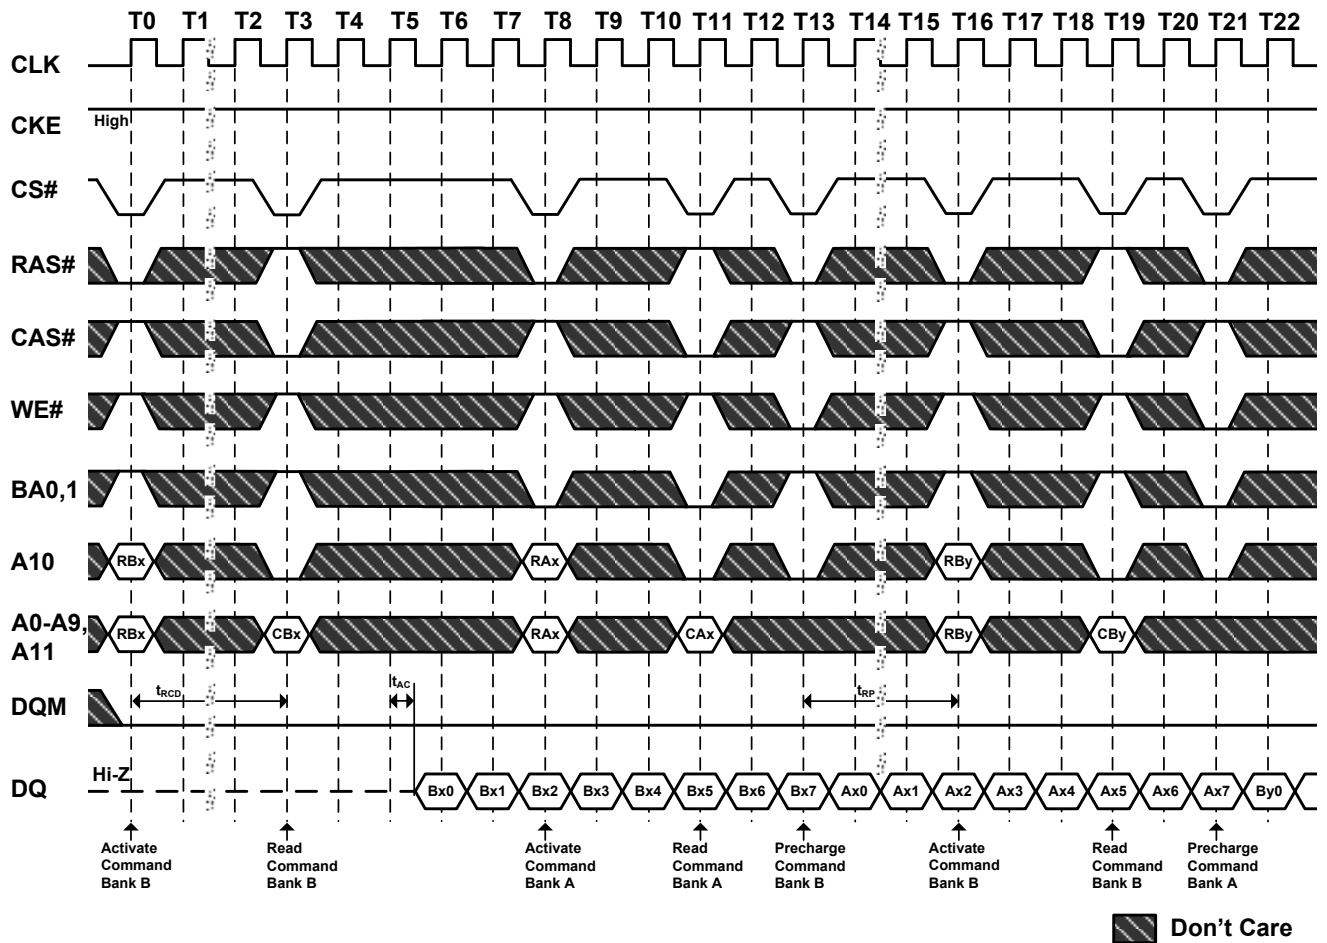 T0 T1 T2 T3 T4 T5 T6 T7 T8 T9 T10 T11 T12 T13 T14 T15 T16 T17 T18 T19 T20 T21 T22
CLK
CKE High
CS#
RAS#
CAS#
WE#
BA0,1
A10 RBx RAx RBy
A0-A9,
A11
RBx CBx RAx CAx RBy CBy
tRCD tAC tRP
DQM
Hi-Z
DQ Bx0 Bx1 Bx2 Bx3 Bx4 Bx5 Bx6 Bx7 Ax0 Ax1 Ax2 Ax3 Ax4 Ax5 Ax6 Ax7 By0
Activate
Command
Bank B
Read
Command
Bank B
Activate
Command
Bank A
Read
Command
Bank A
Precharge
Command
Bank B
Activate
Command
Bank B
Read
Command
Bank B
Precharge
Command
Bank A
Don't Care